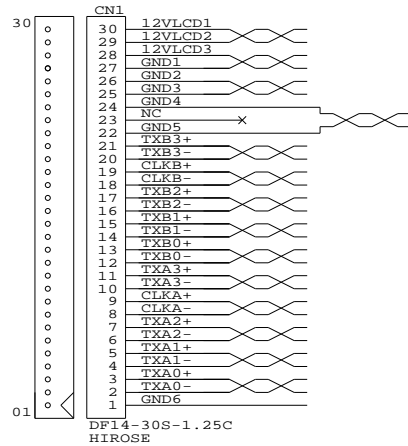 CN1
30
30 12VLCD1
29 12VLCD2
28 12VLCD3
27 GND1
26 GND2
25 GND3
24 GND4
23 NC
22 GND5
21 TXB3+
20 TXB3-
19 CLKB+
18 CLKB-
17 TXB2+
16 TXB2-
15 TXB1+
14 TXB1-
13 TXB0+
12 TXB0-
11 TXA3+
10 TXA3-
9 CLKA+
8 CLKA-
7 TXA2+
6 TXA2-
5 TXA1+
4 TXA1-
3 TXA0+
2 TXA0-
1 GND6
01
DF14-30S-1.25C
HIROSE